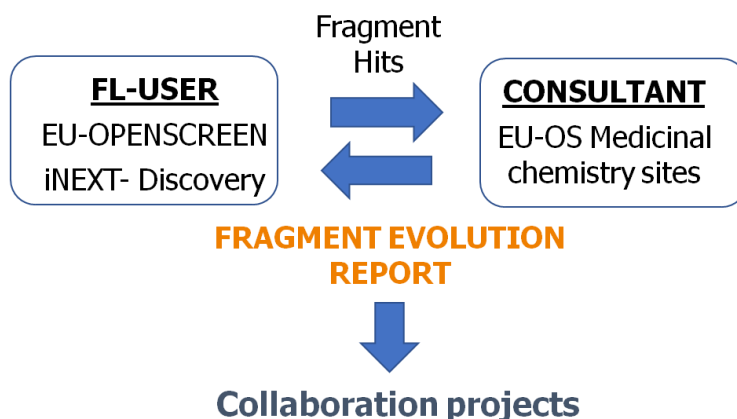 Fragment
Hits
FL-USER
EU-OPENSCREEN
iNEXT- Discovery
CONSULTANT
EU-OS Medicinal
chemistry sites
FRAGMENT EVOLUTION
REPORT
Collaboration projects